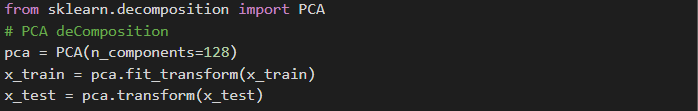 from sklearn.decomposition import PCA
# PCA deComposition
pca = PCA(n_components=128)
x_train = pca.fit_transform(x_train)
x_test = pca.transform(x_test)